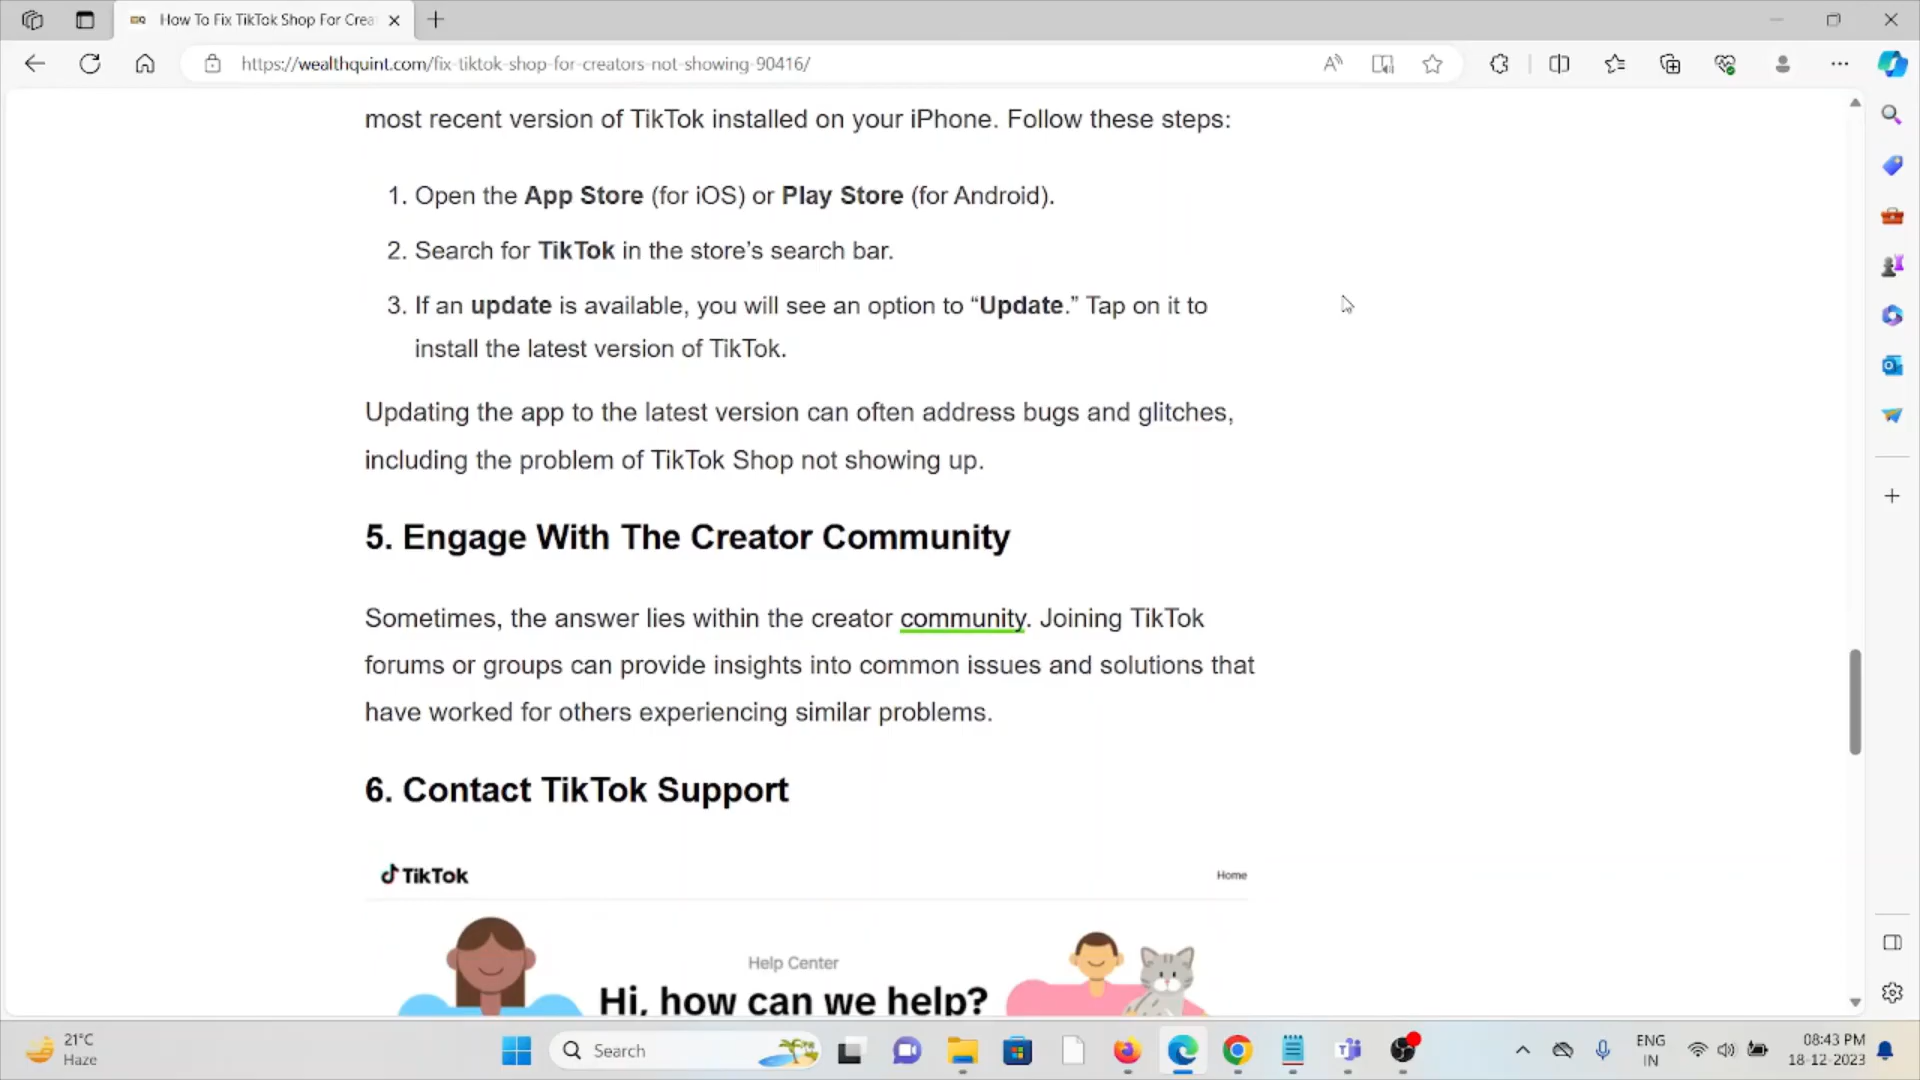 How To Fix TikTok Shop For Crea
https://wealthquint.com/fix-tiktok-shop-for-creators-not-showing-90416/
most recent version of TikTok installed on your iPhone. Follow these steps:
1. Open the App Store (for iOS) or Play Store (for Android).
2. Search for TikTok in the store’s search bar.
3. If an update is available, you will see an option to “Update.” Tap on it to
install the latest version of TikTok.
Updating the app to the latest version can often address bugs and glitches,
including the problem of TikTok Shop not showing up.
5. Engage With The Creator Community
Sometimes, the answer lies within the creator community. Joining TikTok
forums or groups can provide insights into common issues and solutions that
have worked for others experiencing similar problems.
6. Contact TikTok Support
TikTok
Home
Help Center
Hi, how can we help?
21°C
Haze
Search
ENG
IN
08:43 PM
18-12-2023